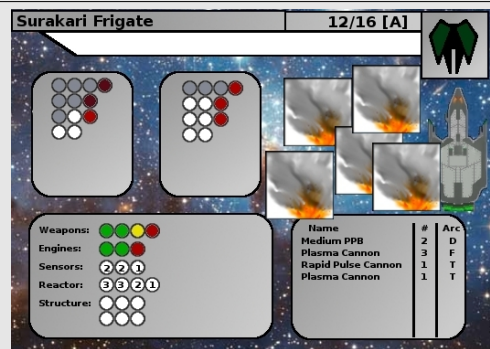 Surakari Frigate
12/16 [A]
Weapons:
Engines:
Sensors: 2 2 1
Reactor: 3 3 2 1
Structure:
Name # Arc
Medium PPB 2 D
Plasma Cannon 3 F
Rapid Pulse Cannon 1 T
Plasma Cannon 1 T